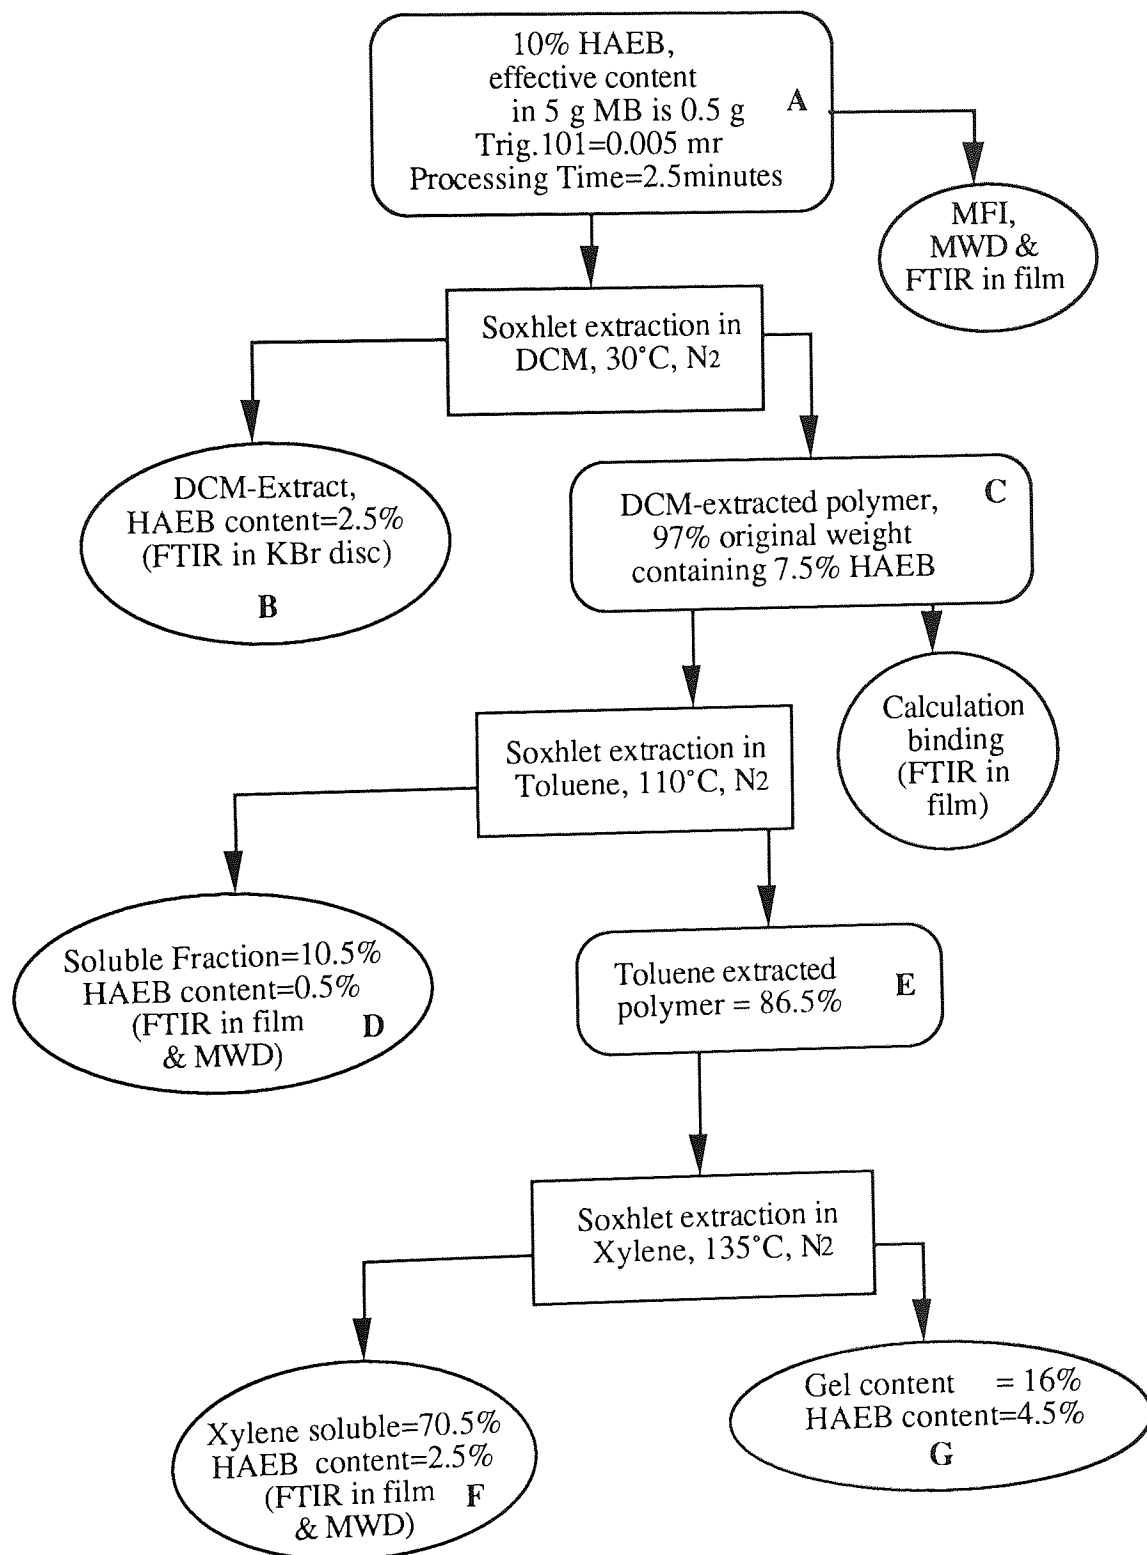 10% HAEB,
effective content
in 5 g MB is 0.5 g
A
Trig.101=0.005 mr
Processing Time=2.5minutes
MFI,
MWD &
FTIR in film
Soxhlet extraction in
DCM, 30°C, N2
DCM-Extract,
HAEB content=2.5%
(FTIR in KBr disc)
B
C
DCM-extracted polymer,
97% original weight
containing 7.5% HAEB
Calculation
binding
(FTIR in
film)
Soxhlet extraction in
Toluene, 110°C, N2
Soluble Fraction=10.5%
HAEB content=0.5%
(FTIR in film
& MWD)
D
Toluene extracted
polymer = 86.5%
E
Soxhlet extraction in
Xylene, 135°C, N2
Xylene soluble=70.5%
HAEB content=2.5%
(FTIR in film
& MWD)
F
Gel content = 16%
HAEB content=4.5%
G